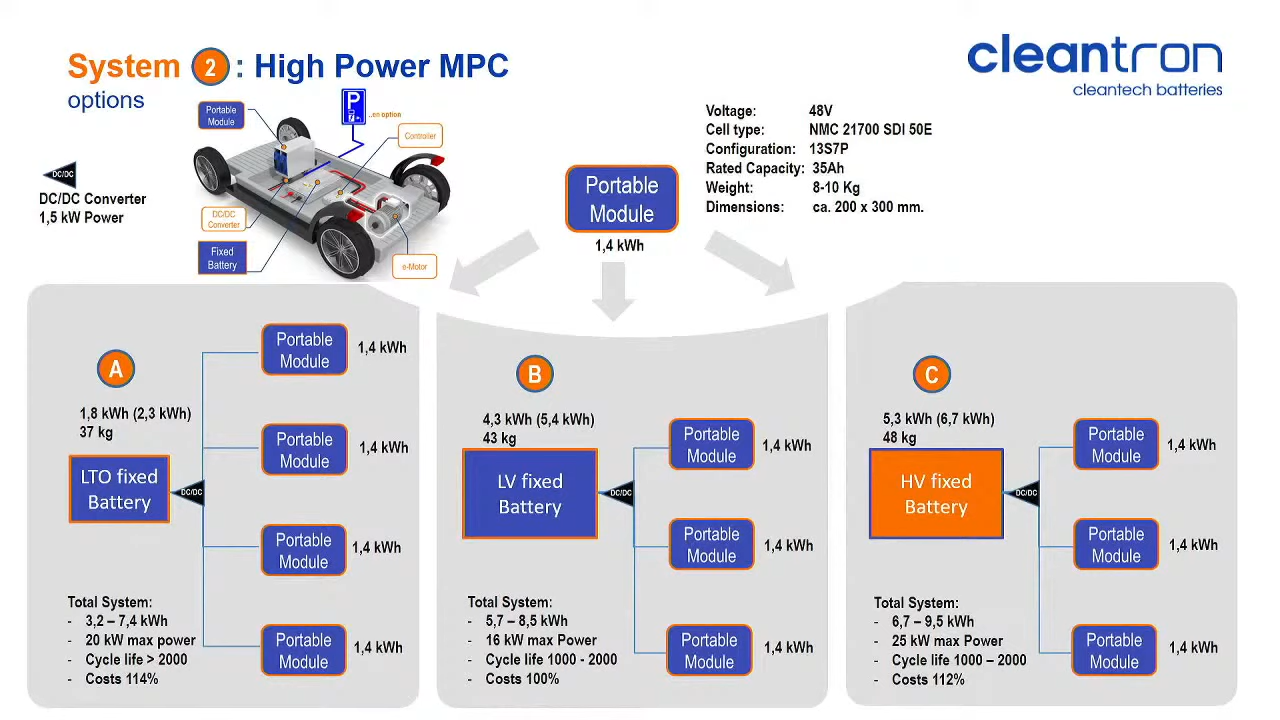 System 2 : High Power MPC
options
cleantron
cleantech batteries
Portable
Module
P
..en option
Controller
DC/DC
Converter
Fixed
Battery
e-Motor
DC/DC
DC/DC Converter
1,5 kW Power
Portable
Module
1,4 kWh
Voltage: 48V
Cell type: NMC 21700 SDI 50E
Configuration: 13S7P
Rated Capacity: 35Ah
Weight: 8-10 Kg
Dimensions: ca. 200 x 300 mm.
A
1,8 kWh (2,3 kWh)
37 kg
LTO fixed
Battery
DC/DC
Portable
Module
1,4 kWh
Portable
Module
1,4 kWh
Portable
Module
1,4 kWh
Portable
Module
1,4 kWh
Total System:
- 3,2 – 7,4 kWh
- 20 kW max power
- Cycle life > 2000
- Costs 114%
B
4,3 kWh (5,4 kWh)
43 kg
LV fixed
Battery
DC/DC
Portable
Module
1,4 kWh
Portable
Module
1,4 kWh
Portable
Module
1,4 kWh
Total System:
- 5,7 – 8,5 kWh
- 16 kW max Power
- Cycle life 1000 - 2000
- Costs 100%
C
5,3 kWh (6,7 kWh)
48 kg
HV fixed
Battery
DC/DC
Portable
Module
1,4 kWh
Portable
Module
1,4 kWh
Portable
Module
1,4 kWh
Total System:
- 6,7 – 9,5 kWh
- 25 kW max Power
- Cycle life 1000 – 2000
- Costs 112%